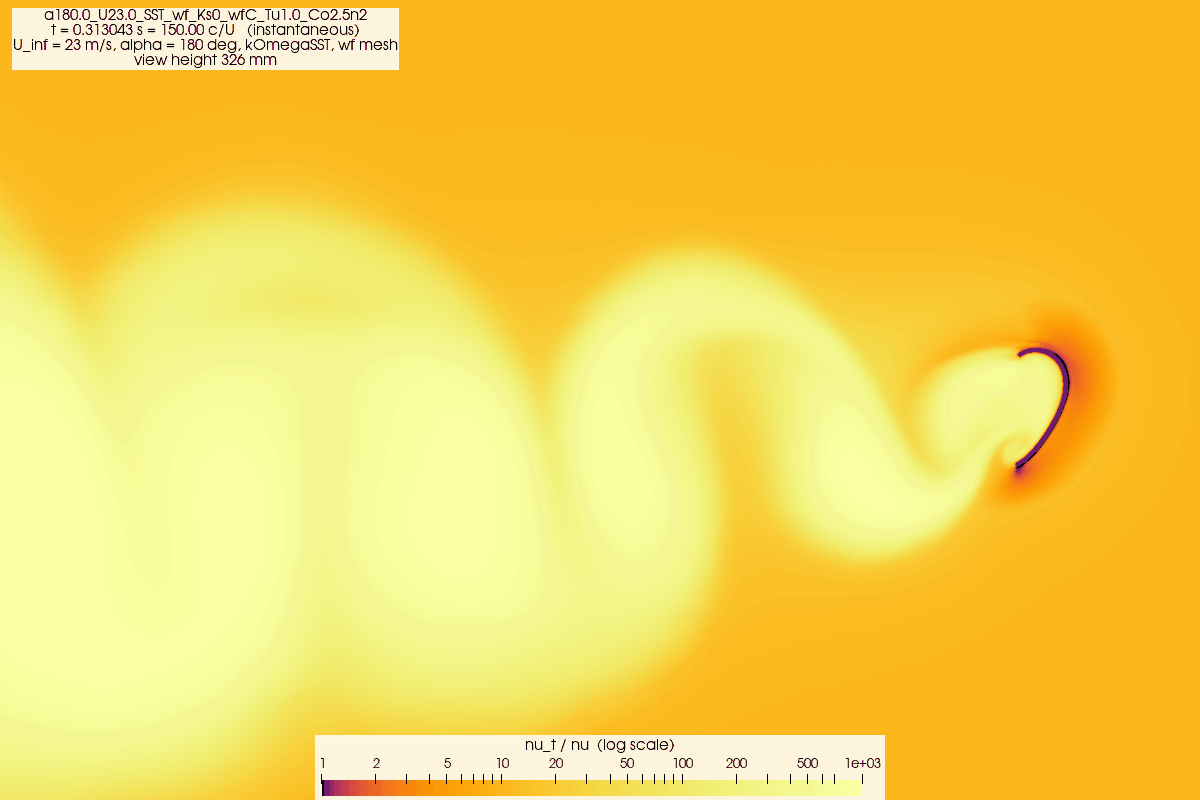 a180.0_U23.0_SST_wf_Ks0_wfC_Tu1.0_Co2.5n2
t = 0.313043 s = 150.00 c/U (instantaneous)
U_inf = 23 m/s, alpha = 180 deg, kOmegaSST, wf mesh
view height 326 mm
nu_t / nu (log scale)
1 2 5 10 20 50 100 200 500 1e+03